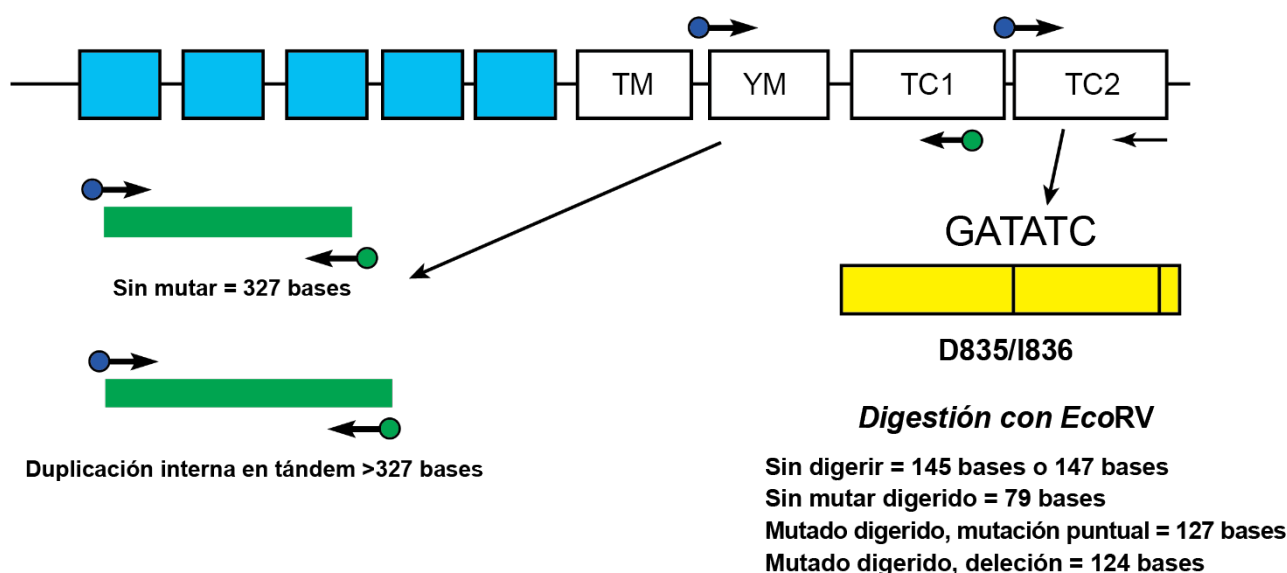 TM
YM
TC1
TC2
GATATC
Sin mutar = 327 bases
D835/I836
Digestión con EcoRV
Duplicación interna en tándem >327 bases
Sin digerir = 145 bases o 147 bases
Sin mutar digerido = 79 bases
Mutado digerido, mutación puntual = 127 bases
Mutado digerido, deleción = 124 bases